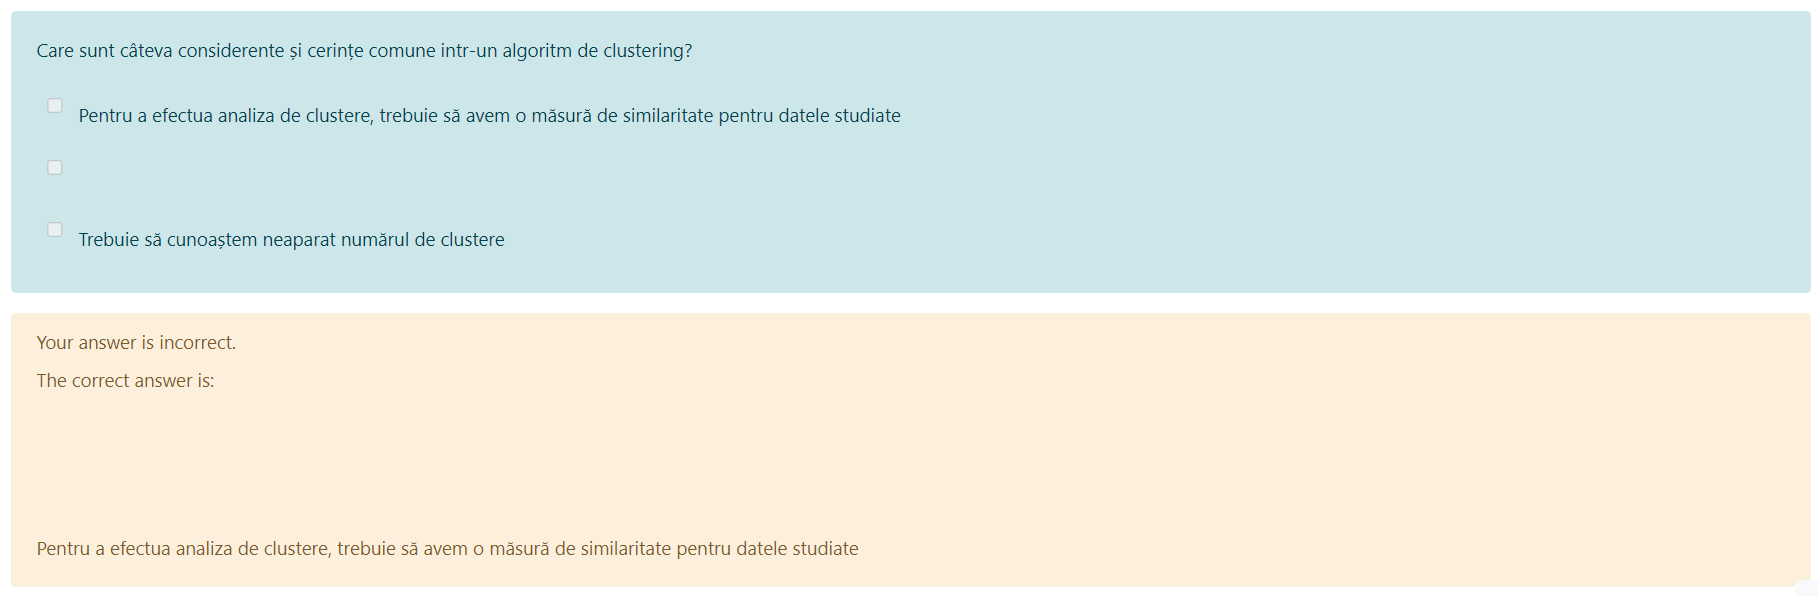 Care sunt câteva considerente și cerințe comune intr-un algoritm de clustering?
Pentru a efectua analiza de clustere, trebuie să avem o măsură de similaritate pentru datele studiate
Trebuie să cunoaștem neaparat numărul de clustere
Your answer is incorrect.
The correct answer is:
Pentru a efectua analiza de clustere, trebuie să avem o măsură de similaritate pentru datele studiate